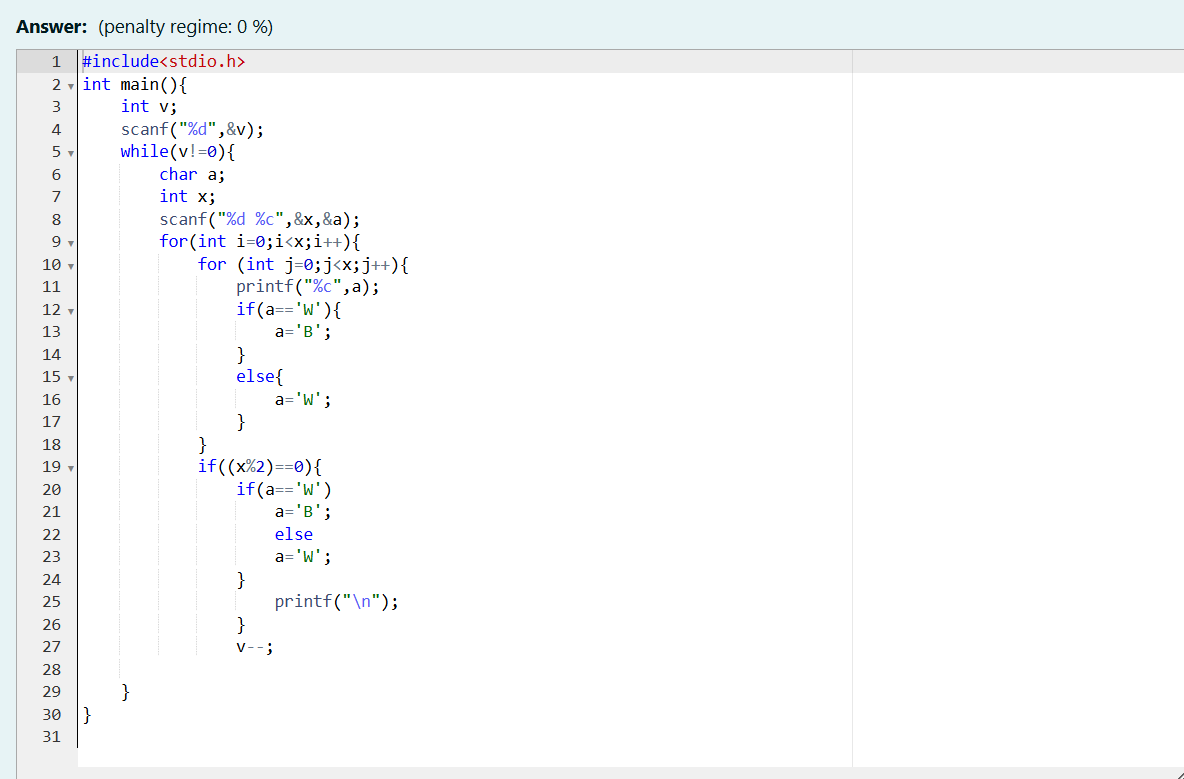 Answer: (penalty regime: 0 %)
1 #include<stdio.h>
2 int main(){
3     int v;
4     scanf("%d",&v);
5     while(v!=0){
6         char a;
7         int x;
8         scanf("%d %c",&x,&a);
9         for(int i=0;i<x;i++){
10             for (int j=0;j<x;j++){
11                 printf("%c",a);
12                 if(a=='W'){
13                     a='B';
14                 }
15                 else{
16                     a='W';
17                 }
18             }
19             if((x%2)==0){
20                 if(a=='W')
21                     a='B';
22                     else
23                     a='W';
24                 }
25                     printf("\n");
26                 }
27                 v--;
28
29     }
30 }
31